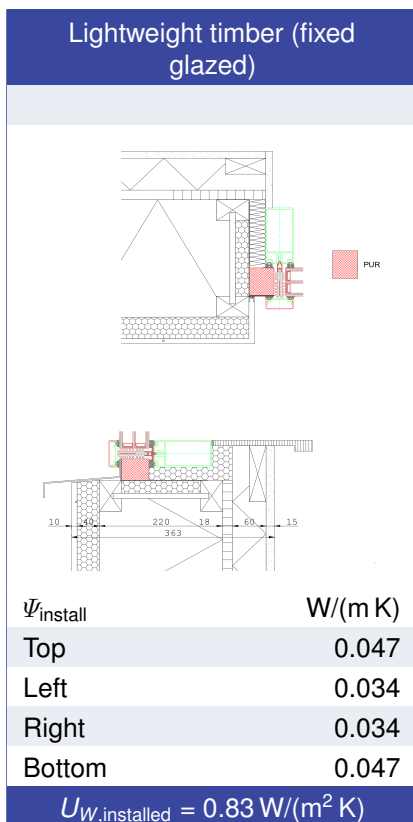 Lightweight timber (fixed
glazed)
PUR
10 40 220 18 60 15
363
Ψinstall W/(m K)
Top 0.047
Left 0.034
Right 0.034
Bottom 0.047
UW,installed = 0.83 W/(m² K)